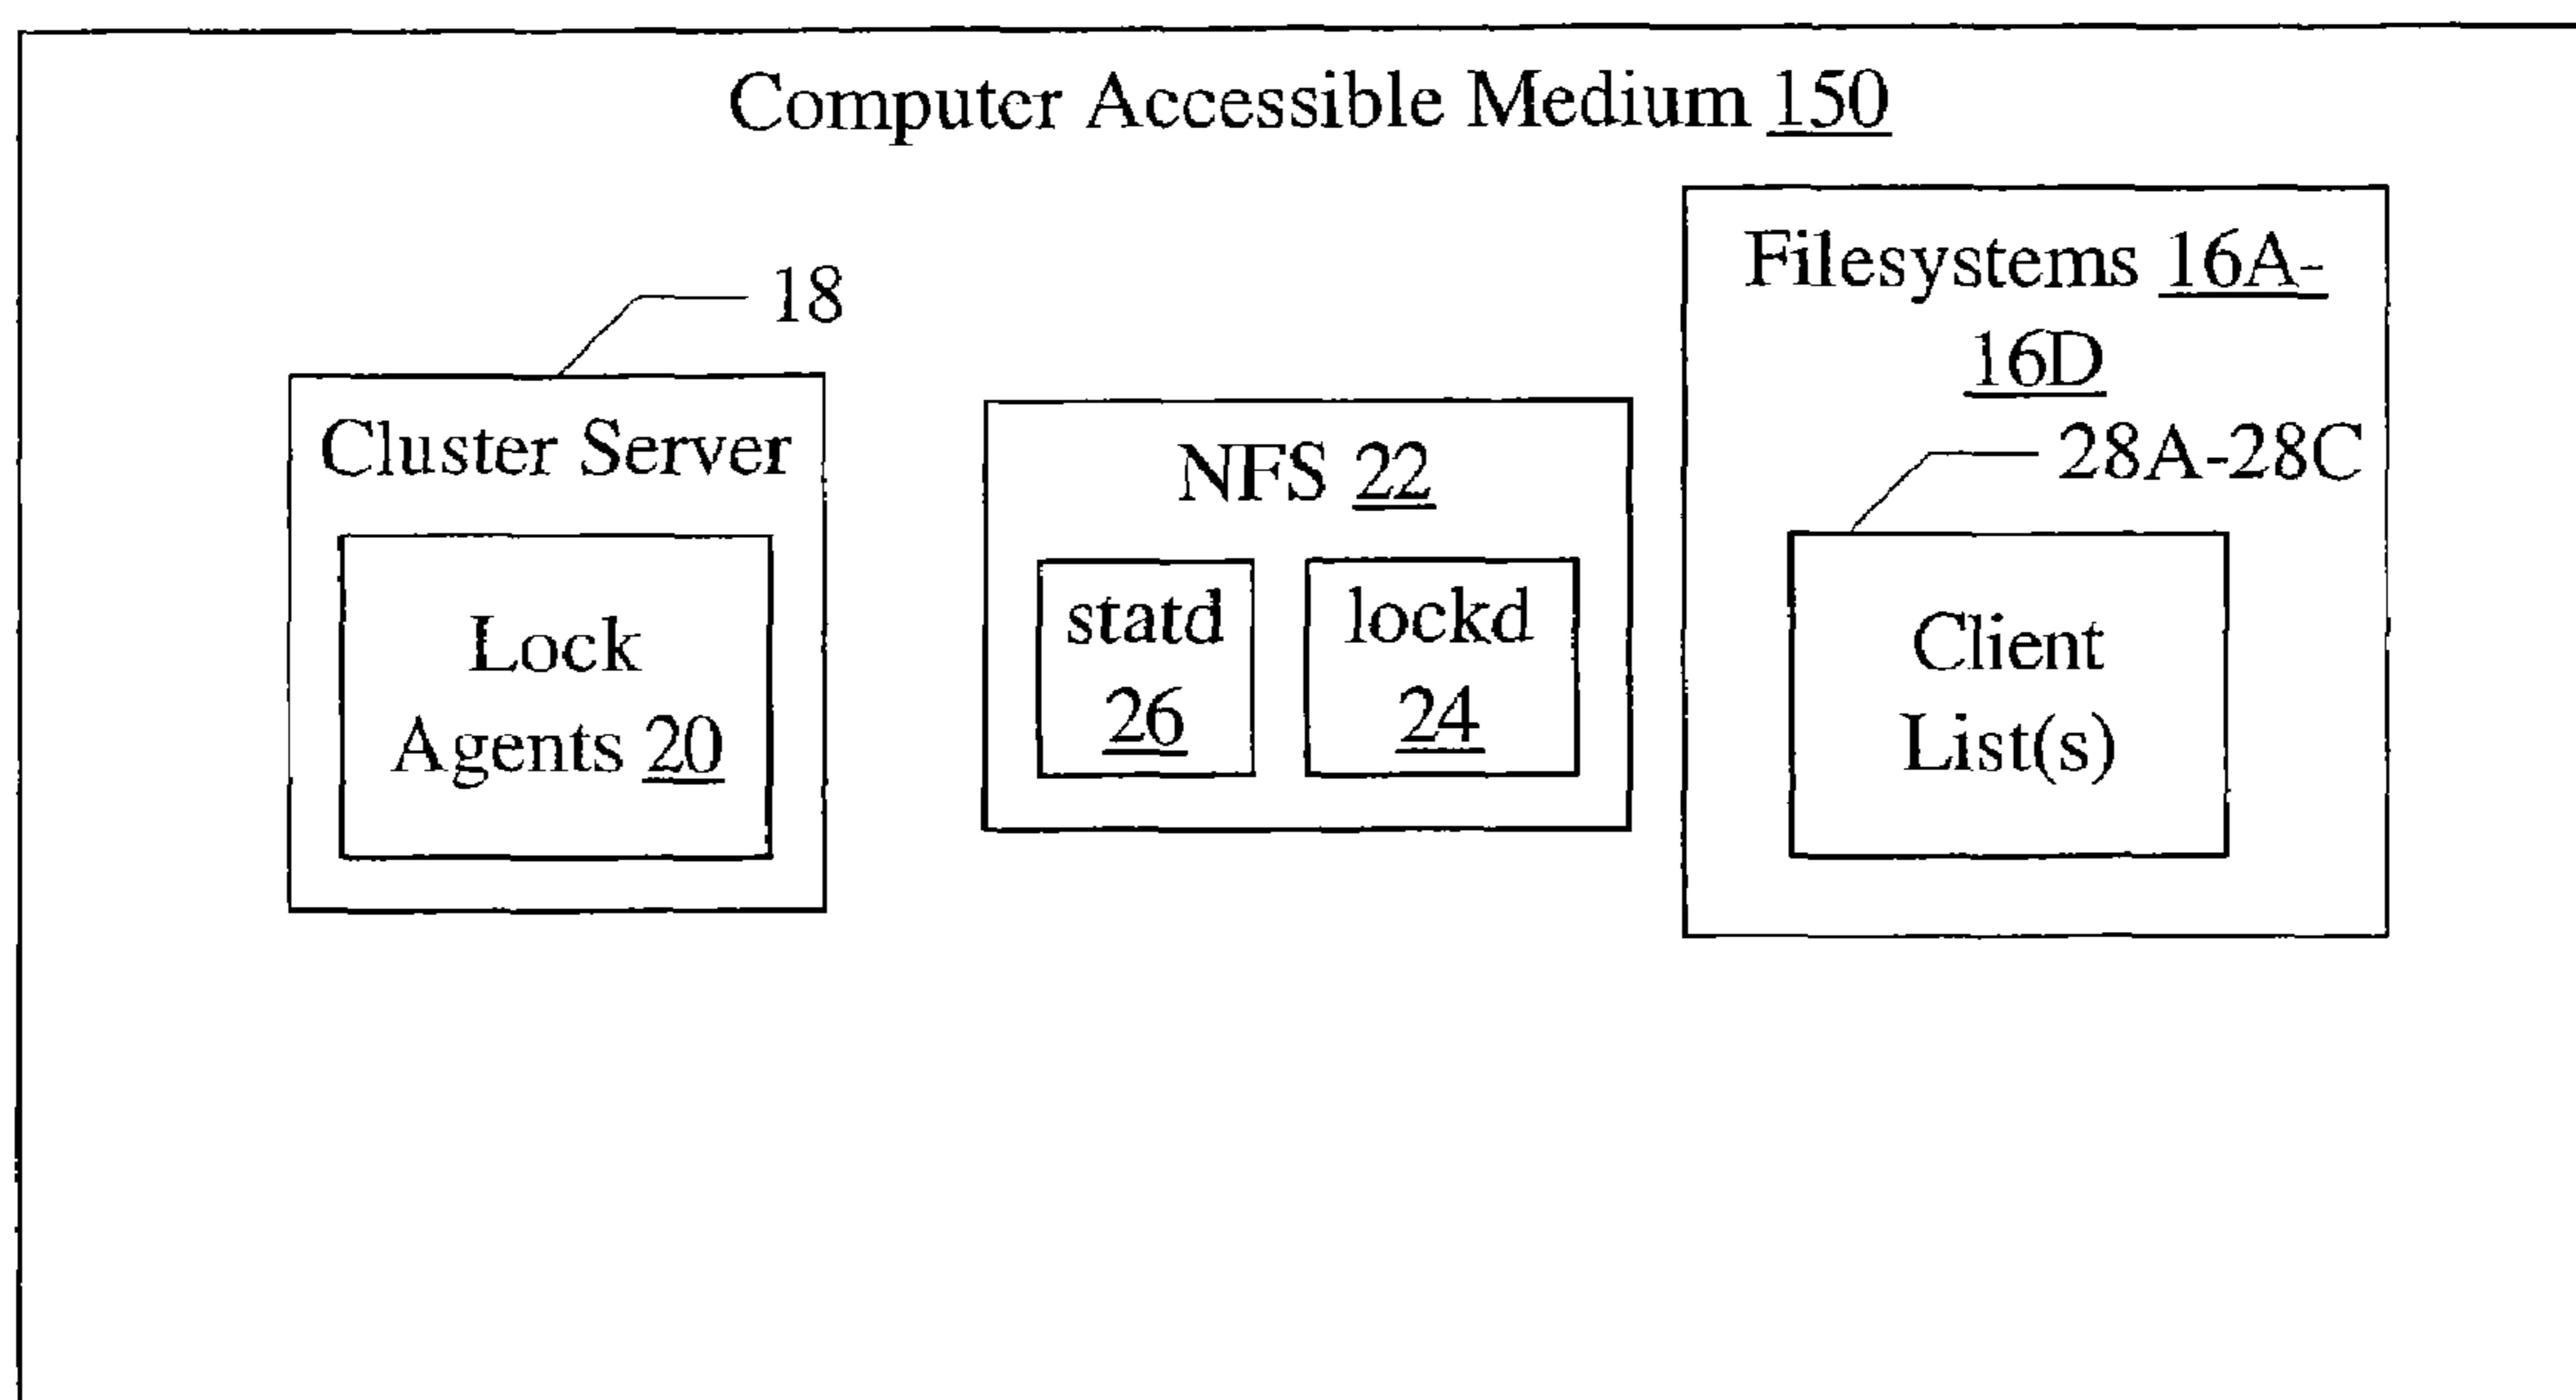 Computer Accessible Medium 150
18
Cluster Server
Lock
Agents 20
NFS 22
statd
26
lockd
24
Filesystems 16A-
16D
28A-28C
Client
List(s)